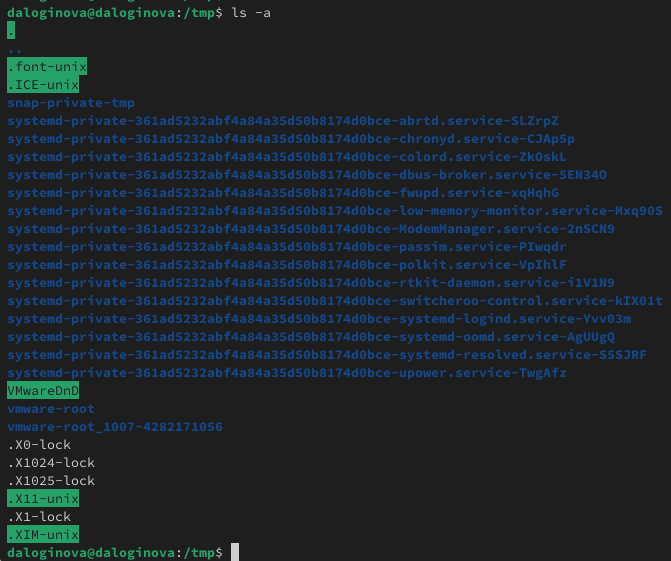 daloginova@daloginova:/tmp$ ls -a
.
..
.font-unix
.ICE-unix
snap-private-tmp
systemd-private-361ad5232abf4a84a35d50b8174d0bce-abrtd.service-SLZrpZ
systemd-private-361ad5232abf4a84a35d50b8174d0bce-chronyd.service-CJAp5p
systemd-private-361ad5232abf4a84a35d50b8174d0bce-colord.service-ZkOskL
systemd-private-361ad5232abf4a84a35d50b8174d0bce-dbus-broker.service-5EN34O
systemd-private-361ad5232abf4a84a35d50b8174d0bce-fwupd.service-xqHqhG
systemd-private-361ad5232abf4a84a35d50b8174d0bce-low-memory-monitor.service-Mxq90S
systemd-private-361ad5232abf4a84a35d50b8174d0bce-ModemManager.service-2nSCN9
systemd-private-361ad5232abf4a84a35d50b8174d0bce-passim.service-PIwqdr
systemd-private-361ad5232abf4a84a35d50b8174d0bce-polkit.service-VpIhlF
systemd-private-361ad5232abf4a84a35d50b8174d0bce-rtkit-daemon.service-i1V1N9
systemd-private-361ad5232abf4a84a35d50b8174d0bce-switcheroo-control.service-kIX01t
systemd-private-361ad5232abf4a84a35d50b8174d0bce-systemd-logind.service-Yvv03m
systemd-private-361ad5232abf4a84a35d50b8174d0bce-systemd-oomd.service-AgUUgQ
systemd-private-361ad5232abf4a84a35d50b8174d0bce-systemd-resolved.service-S5SJRF
systemd-private-361ad5232abf4a84a35d50b8174d0bce-upower.service-TwgAfz
VMwareDnD
vmware-root
vmware-root_1007-4282171056
.X0-lock
.X1024-lock
.X1025-lock
.X11-unix
.X1-lock
.XIM-unix
daloginova@daloginova:/tmp$